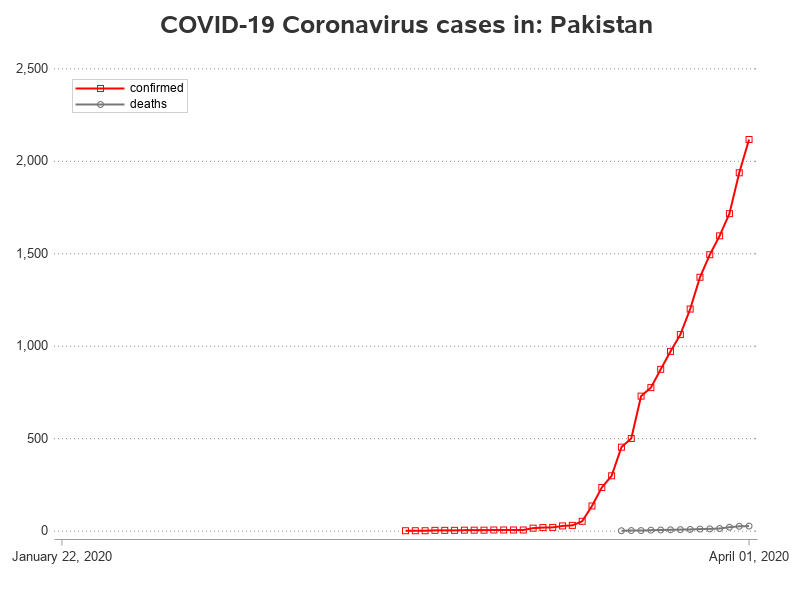 COVID-19 Coronavirus cases in: Pakistan
2,500
confirmed
deaths
2,000
1,500
1,000
500
0
January 22, 2020
April 01, 2020